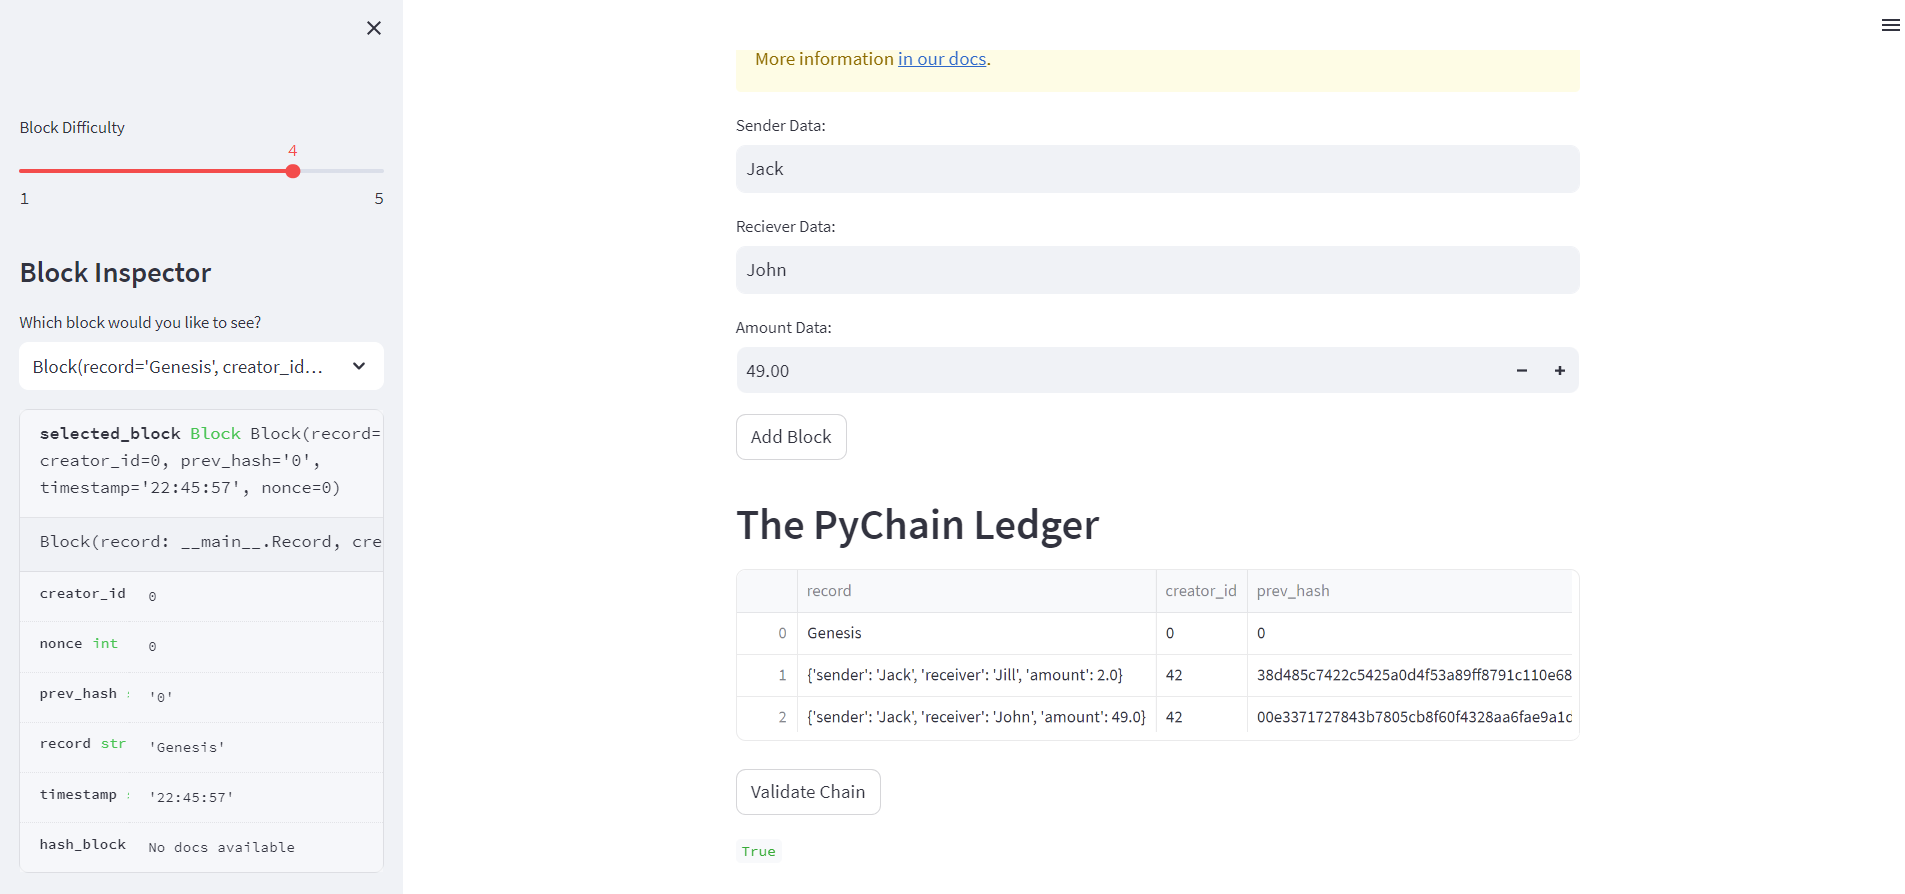 Block Difficulty
4
1 5
Block Inspector
Which block would you like to see?
Block(record='Genesis', creator_id...
selected_block Block Block(record=
creator_id=0, prev_hash='0',
timestamp='22:45:57', nonce=0)
Block(record: __main__.Record, cre
creator_id 0
nonce int 0
prev_hash '0'
record str 'Genesis'
timestamp '22:45:57'
hash_block No docs available
More information in our docs.
Sender Data:
Jack
Reciever Data:
John
Amount Data:
49.00 − +
Add Block
The PyChain Ledger
record creator_id prev_hash
0 Genesis 0 0
1 {'sender': 'Jack', 'receiver': 'Jill', 'amount': 2.0} 42 38d485c7422c5425a0d4f53a89ff8791c110e68
2 {'sender': 'Jack', 'receiver': 'John', 'amount': 49.0} 42 00e3371727843b7805cb8f60f4328aa6fae9a1c
Validate Chain
True